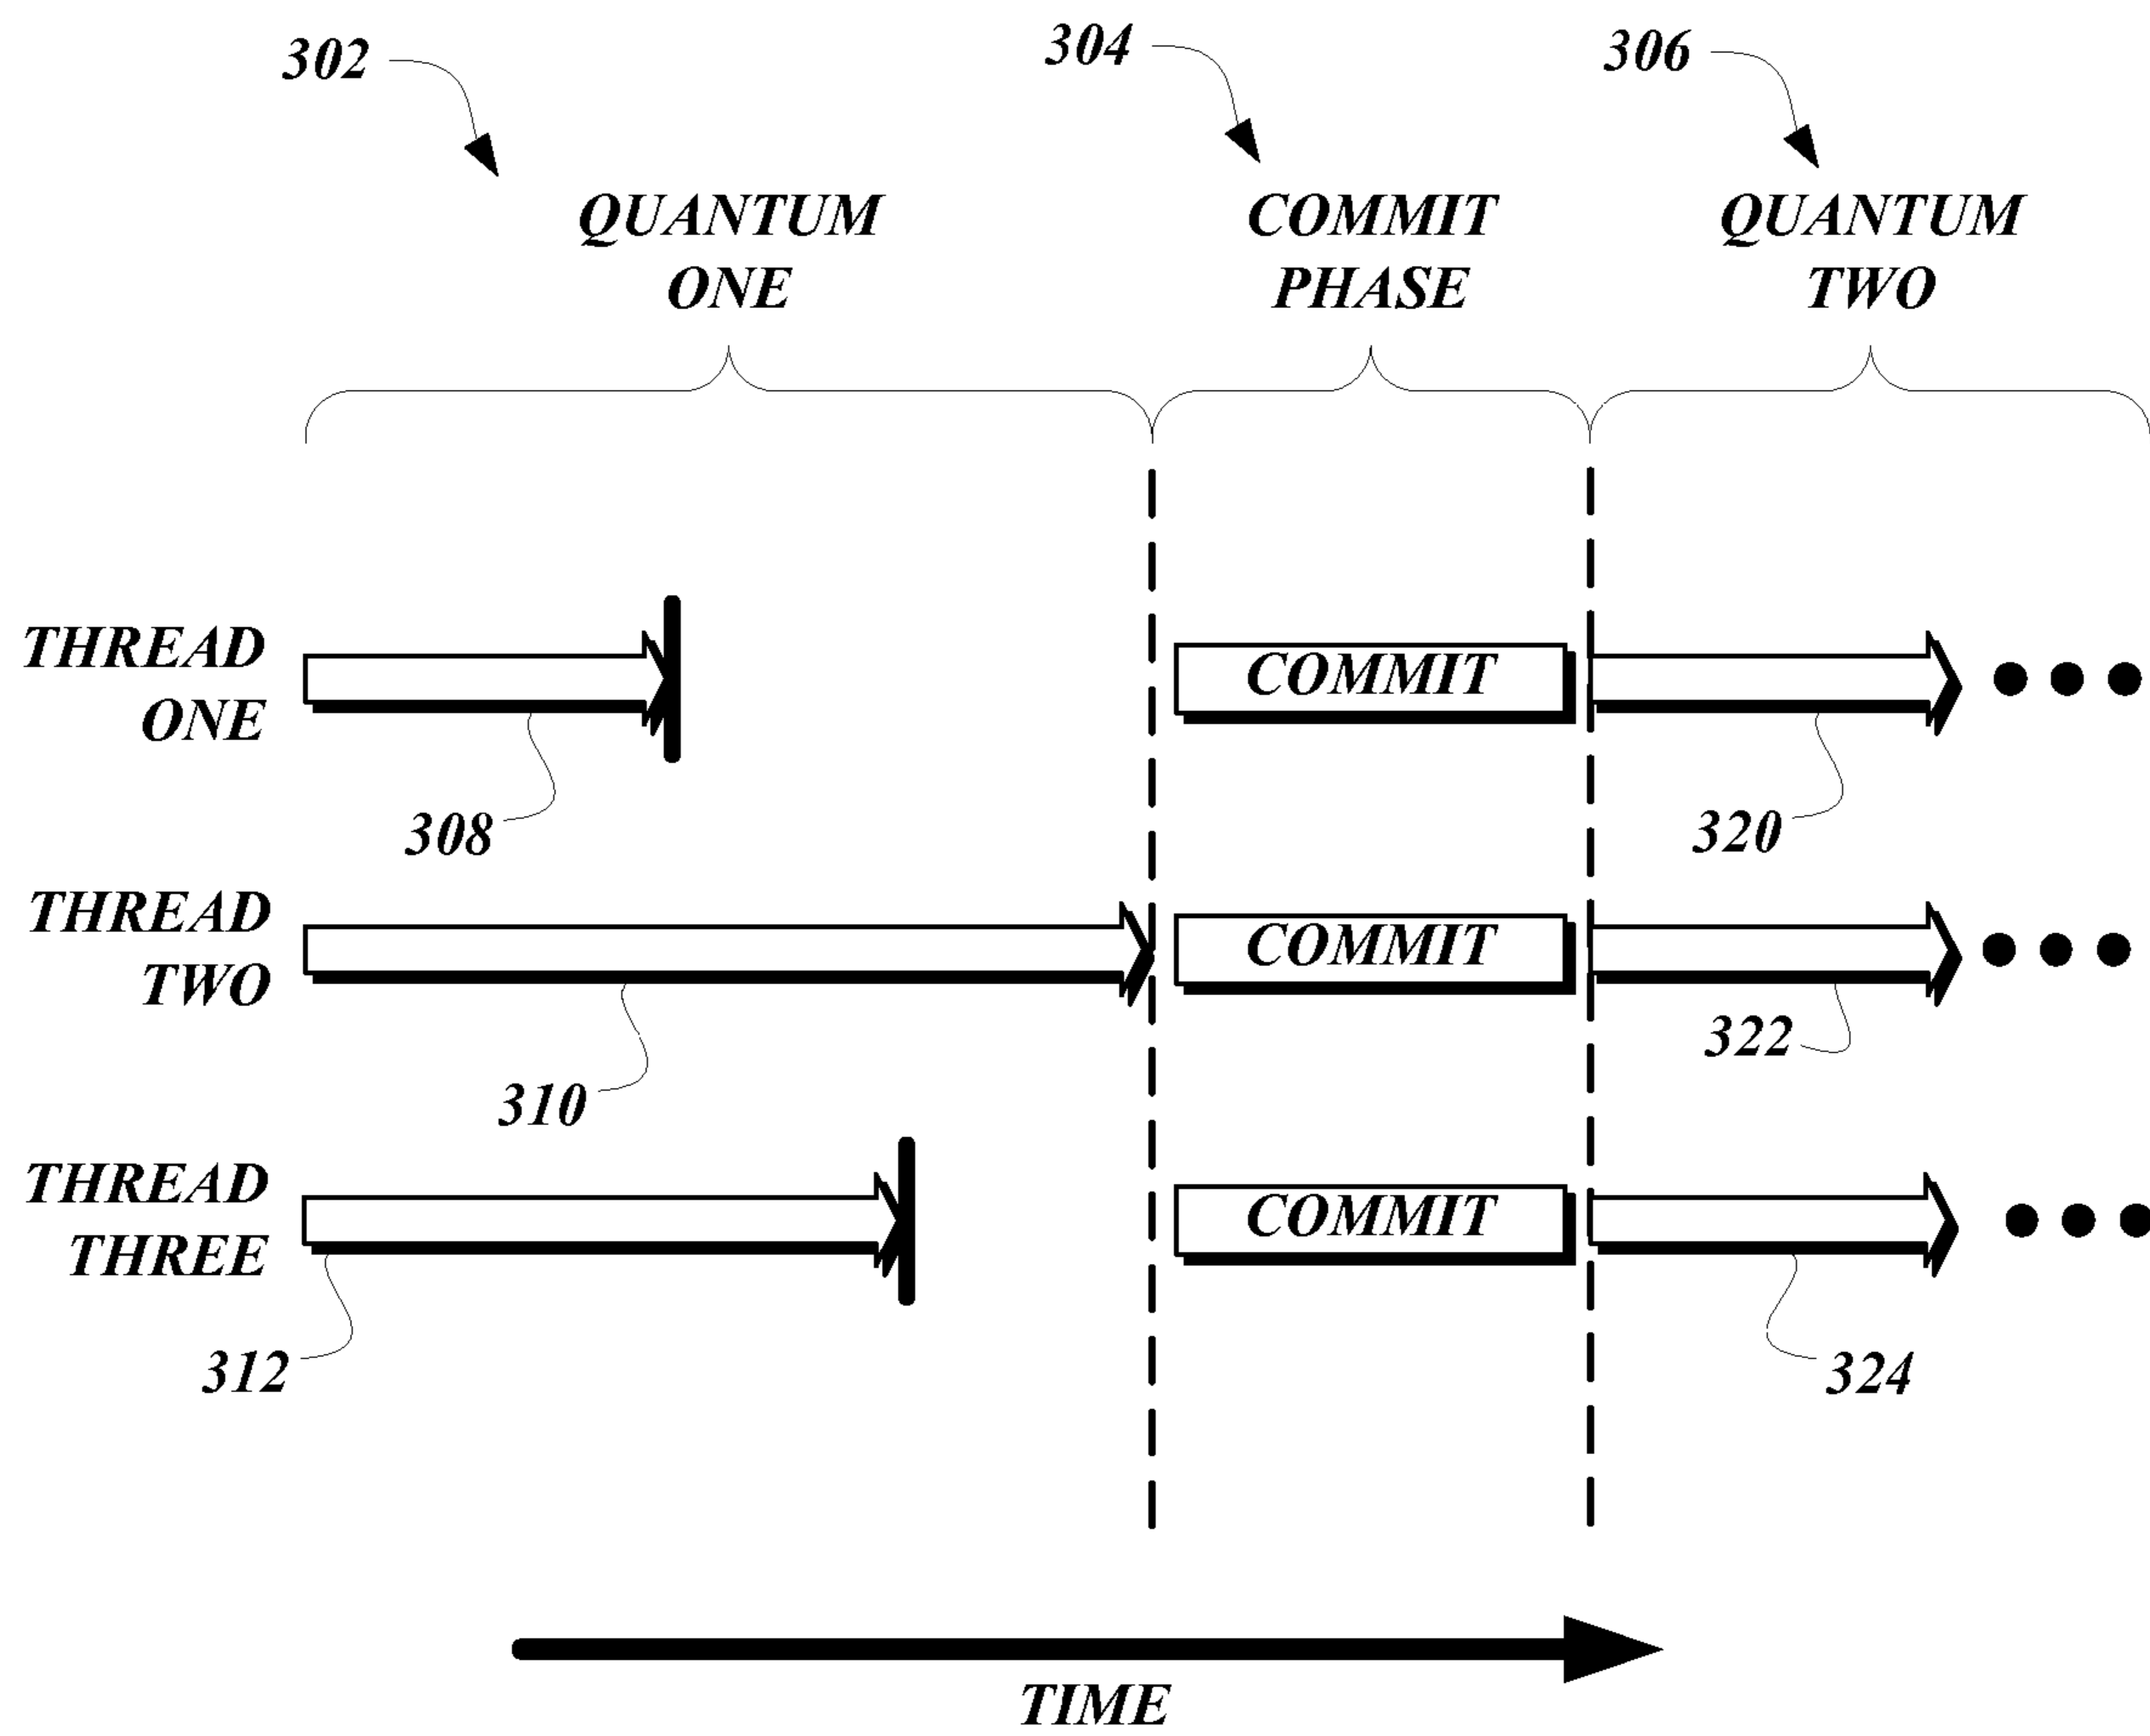 302
304
306
QUANTUM
ONE
COMMIT
PHASE
QUANTUM
TWO
THREAD
ONE
COMMIT
308
320
THREAD
TWO
COMMIT
310
322
THREAD
THREE
COMMIT
312
324
TIME